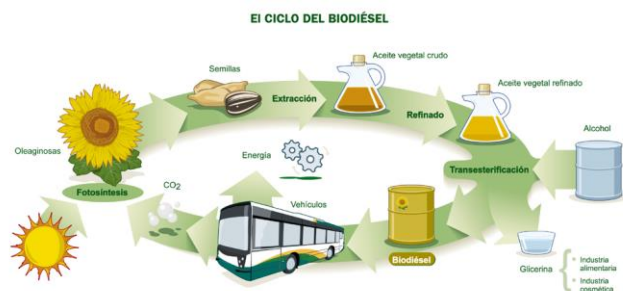 El CICLO DEL BIODIÉSEL
Semillas
Aceite vegetal crudo
Aceite vegetal refinado
Extracción
Refinado
Alcohol
Oleaginosas
Energía
Transesterificación
Fotosíntesis
CO2
Vehículos
Biodiésel
Glicerina
• Industria
alimentaria
• Industria
cosmética